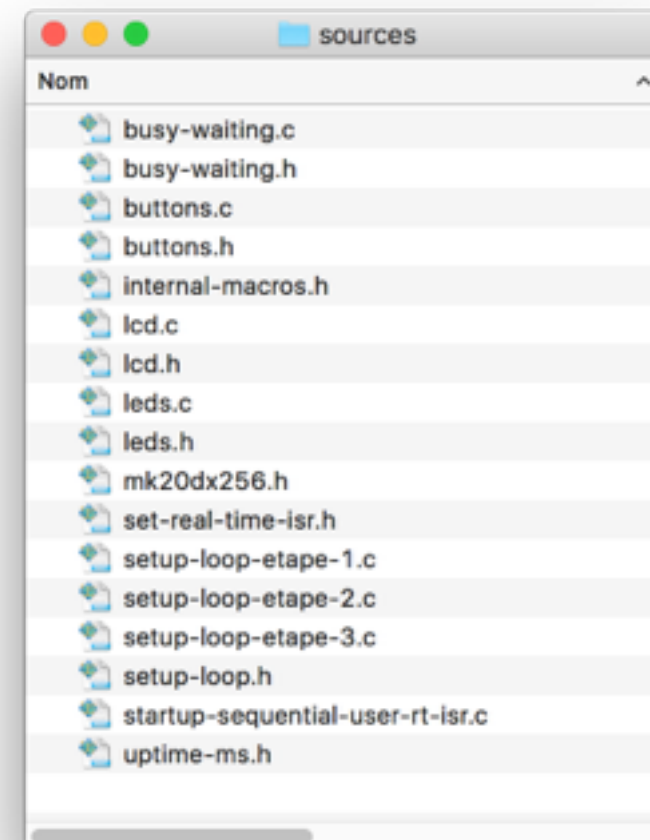 sources
Nom
busy-waiting.c
busy-waiting.h
buttons.c
buttons.h
internal-macros.h
lcd.c
lcd.h
leds.c
leds.h
mk20dx256.h
set-real-time-isr.h
setup-loop-etape-1.c
setup-loop-etape-2.c
setup-loop-etape-3.c
setup-loop.h
startup-sequential-user-rt-isr.c
uptime-ms.h